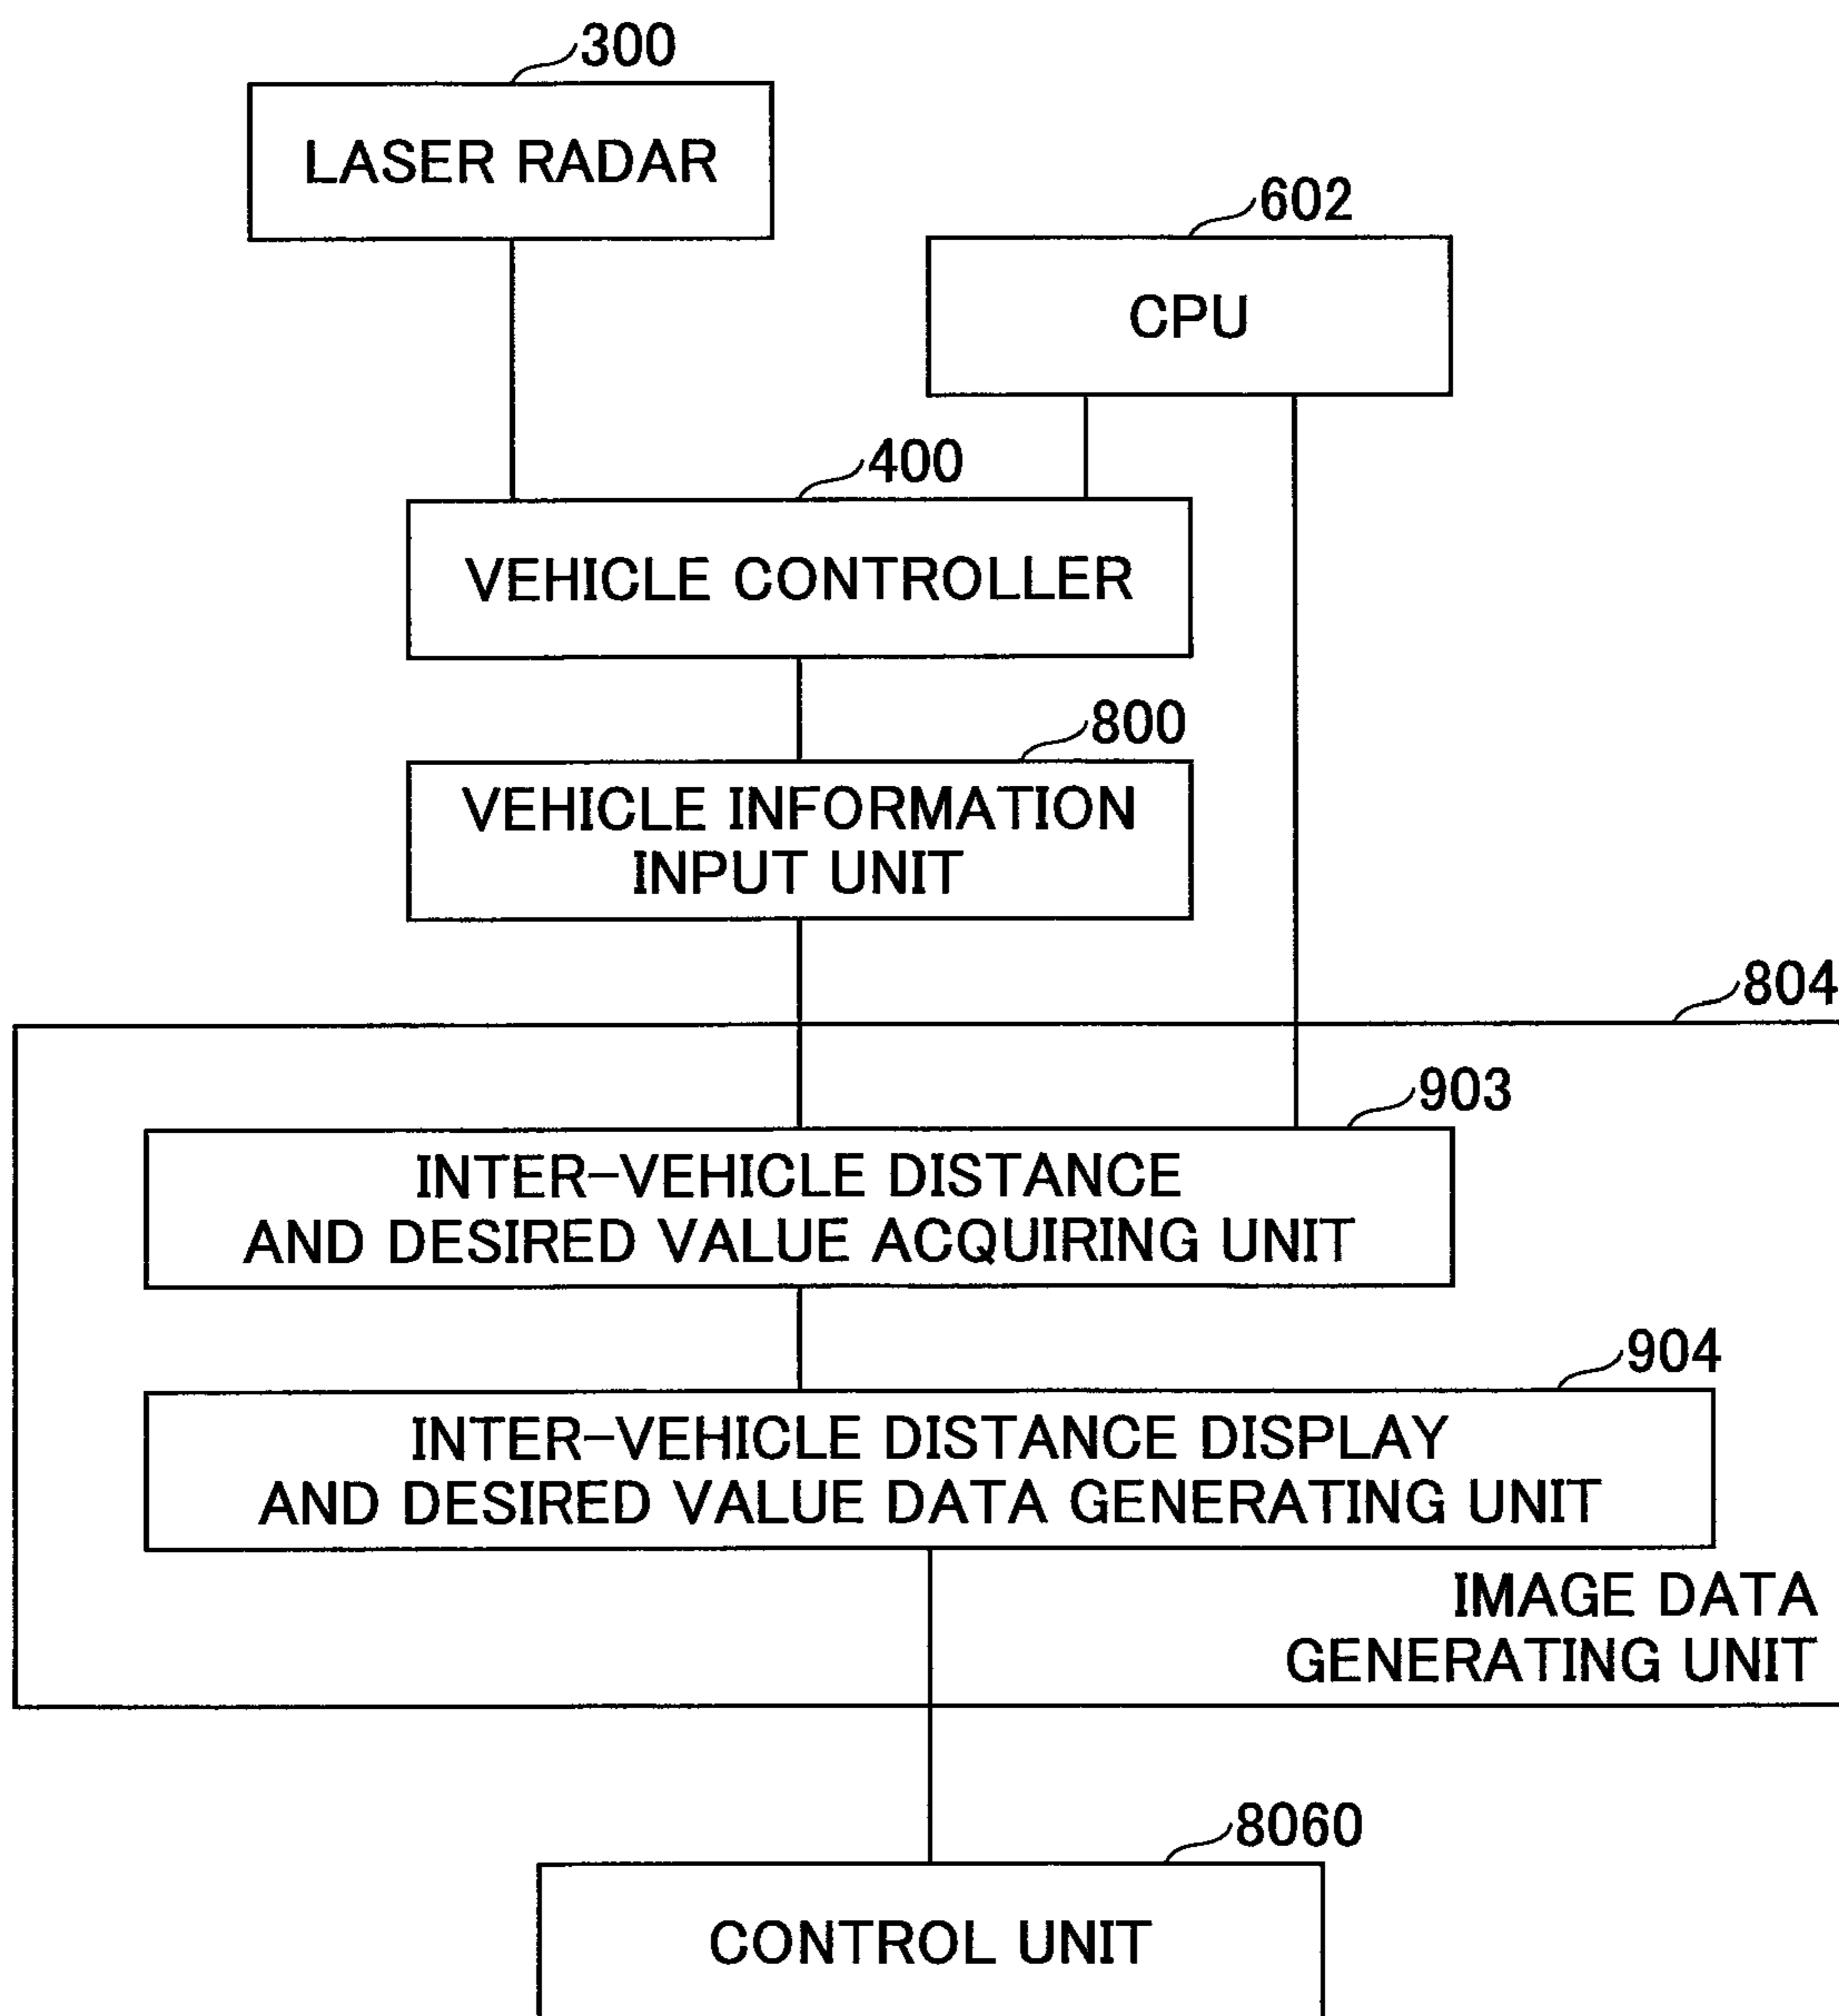 300
LASER RADAR
602
CPU
400
VEHICLE CONTROLLER
800
VEHICLE INFORMATION
INPUT UNIT
804
903
INTER-VEHICLE DISTANCE
AND DESIRED VALUE ACQUIRING UNIT
904
INTER-VEHICLE DISTANCE DISPLAY
AND DESIRED VALUE DATA GENERATING UNIT
IMAGE DATA
GENERATING UNIT
8060
CONTROL UNIT